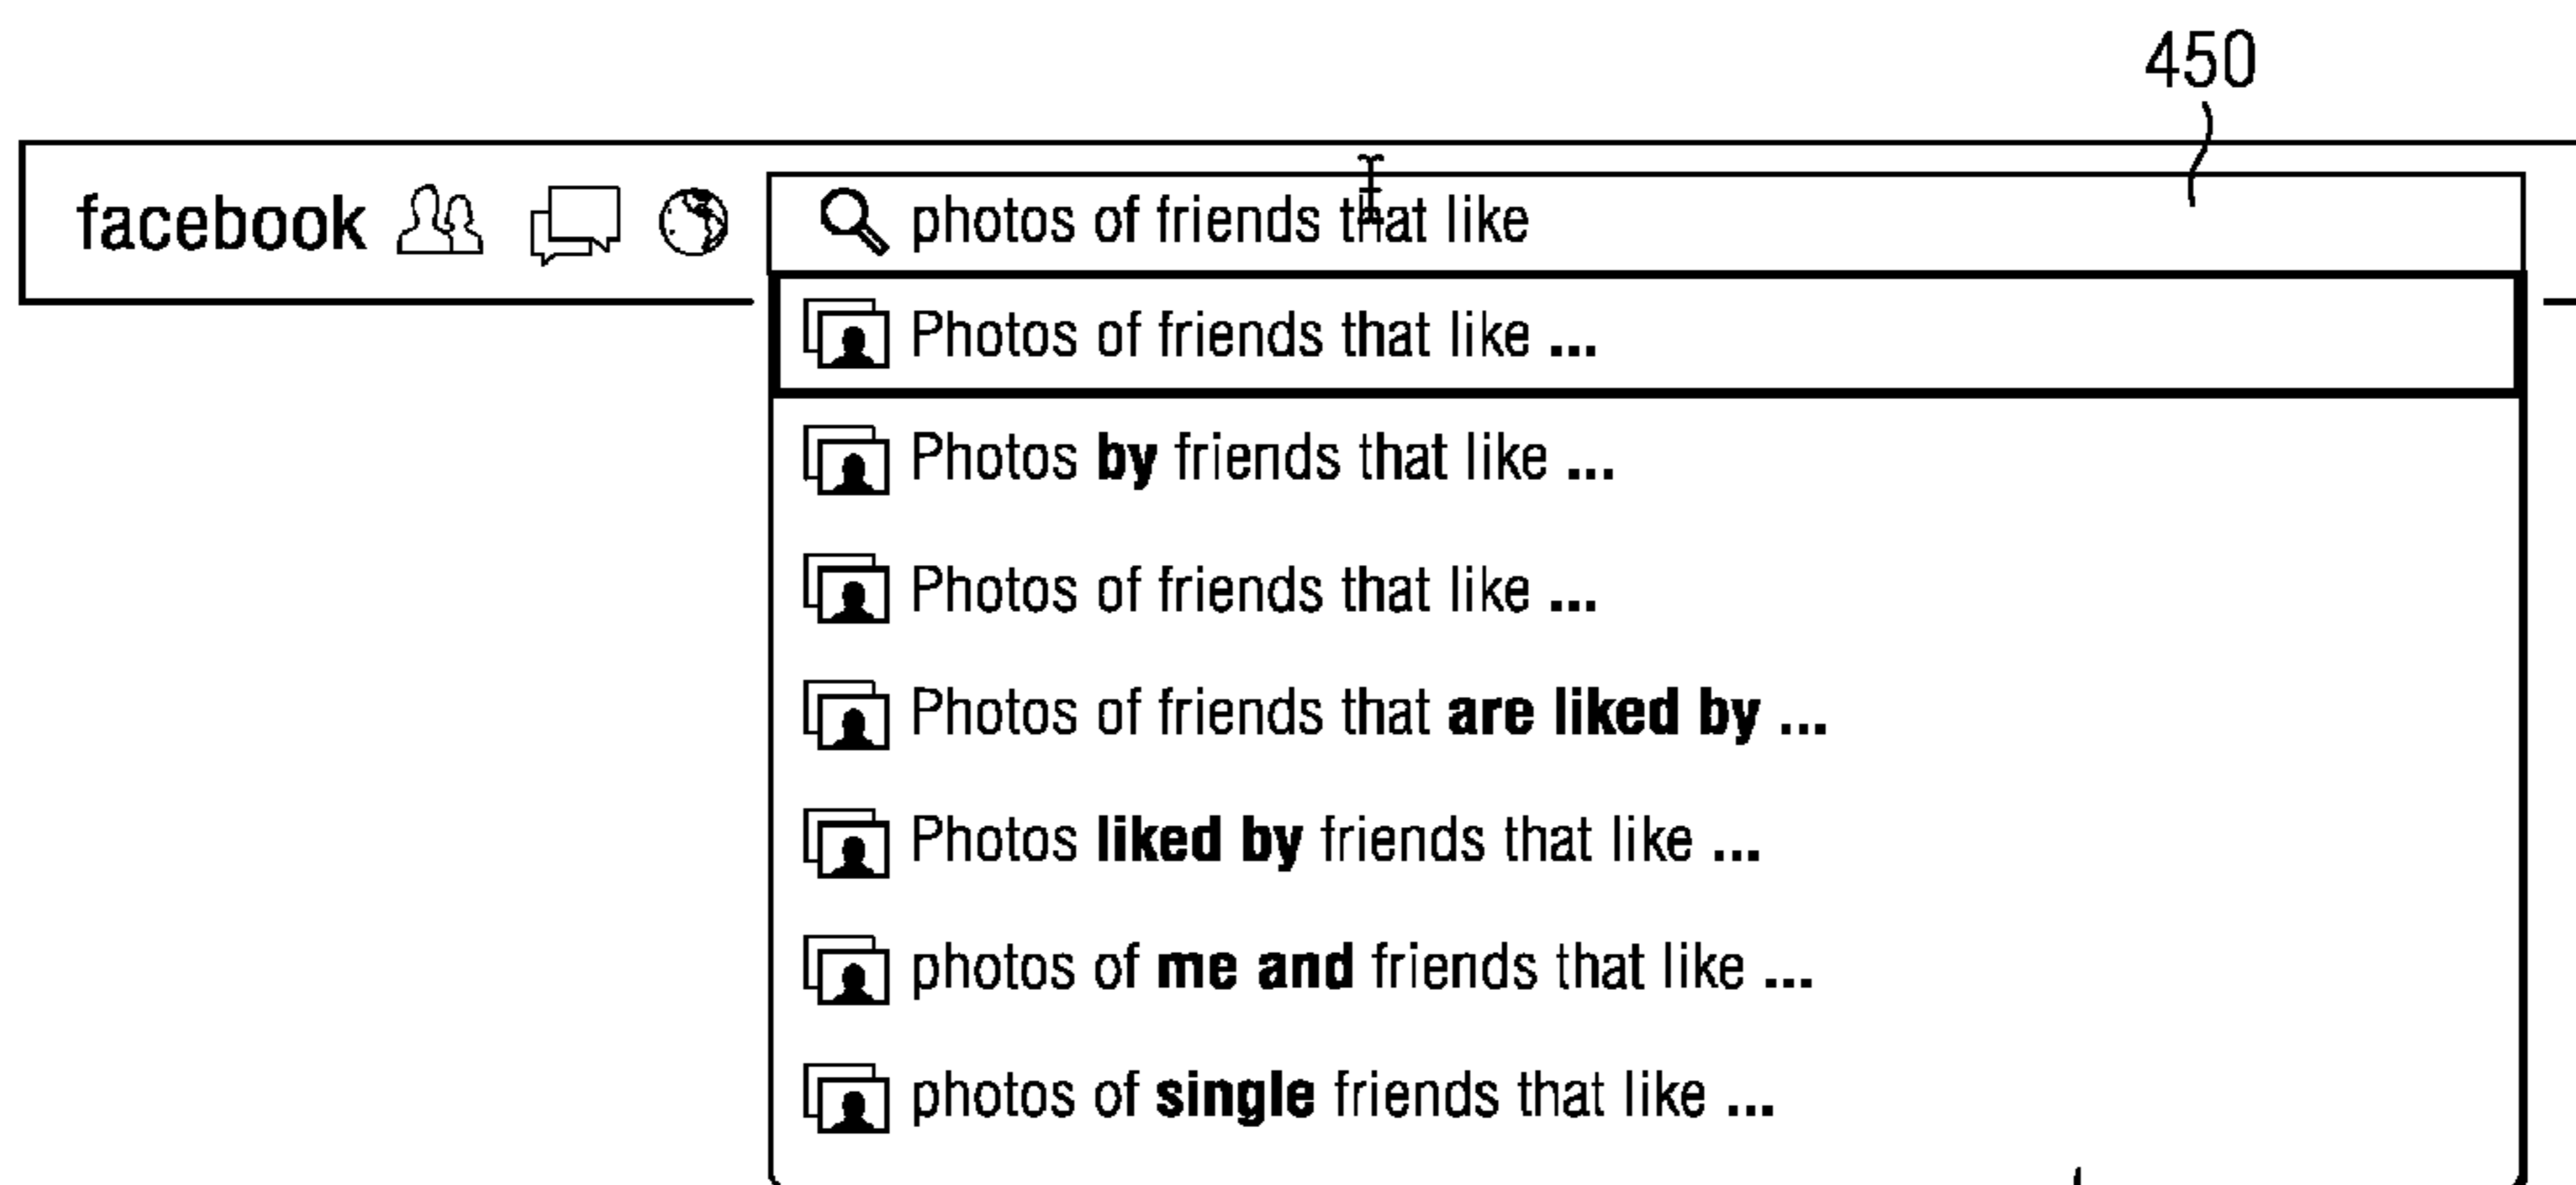 450
facebook photos of friends that like
Photos of friends that like ...
Photos by friends that like ...
Photos of friends that like ...
Photos of friends that are liked by ...
Photos liked by friends that like ...
photos of me and friends that like ...
photos of single friends that like ...